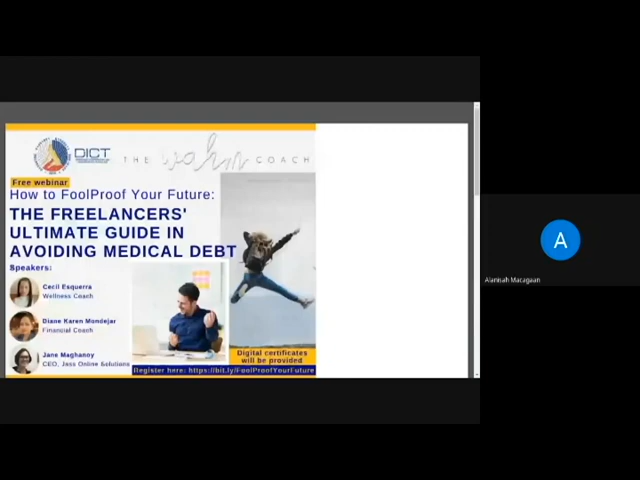 DICT
THE wahm COACH
Free webinar
How to FoolProof Your Future:
THE FREELANCERS'
ULTIMATE GUIDE IN
AVOIDING MEDICAL DEBT
Speakers:
Cecil Esquerra
Wellness Coach
Diane Karen Mondejar
Financial Coach
Jane Maghanoy
CEO, Jess Online Solutions
Digital certificates
will be provided
Register here: https://bit.ly/FoolProofYourFuture
A
Alanisah Macagaan